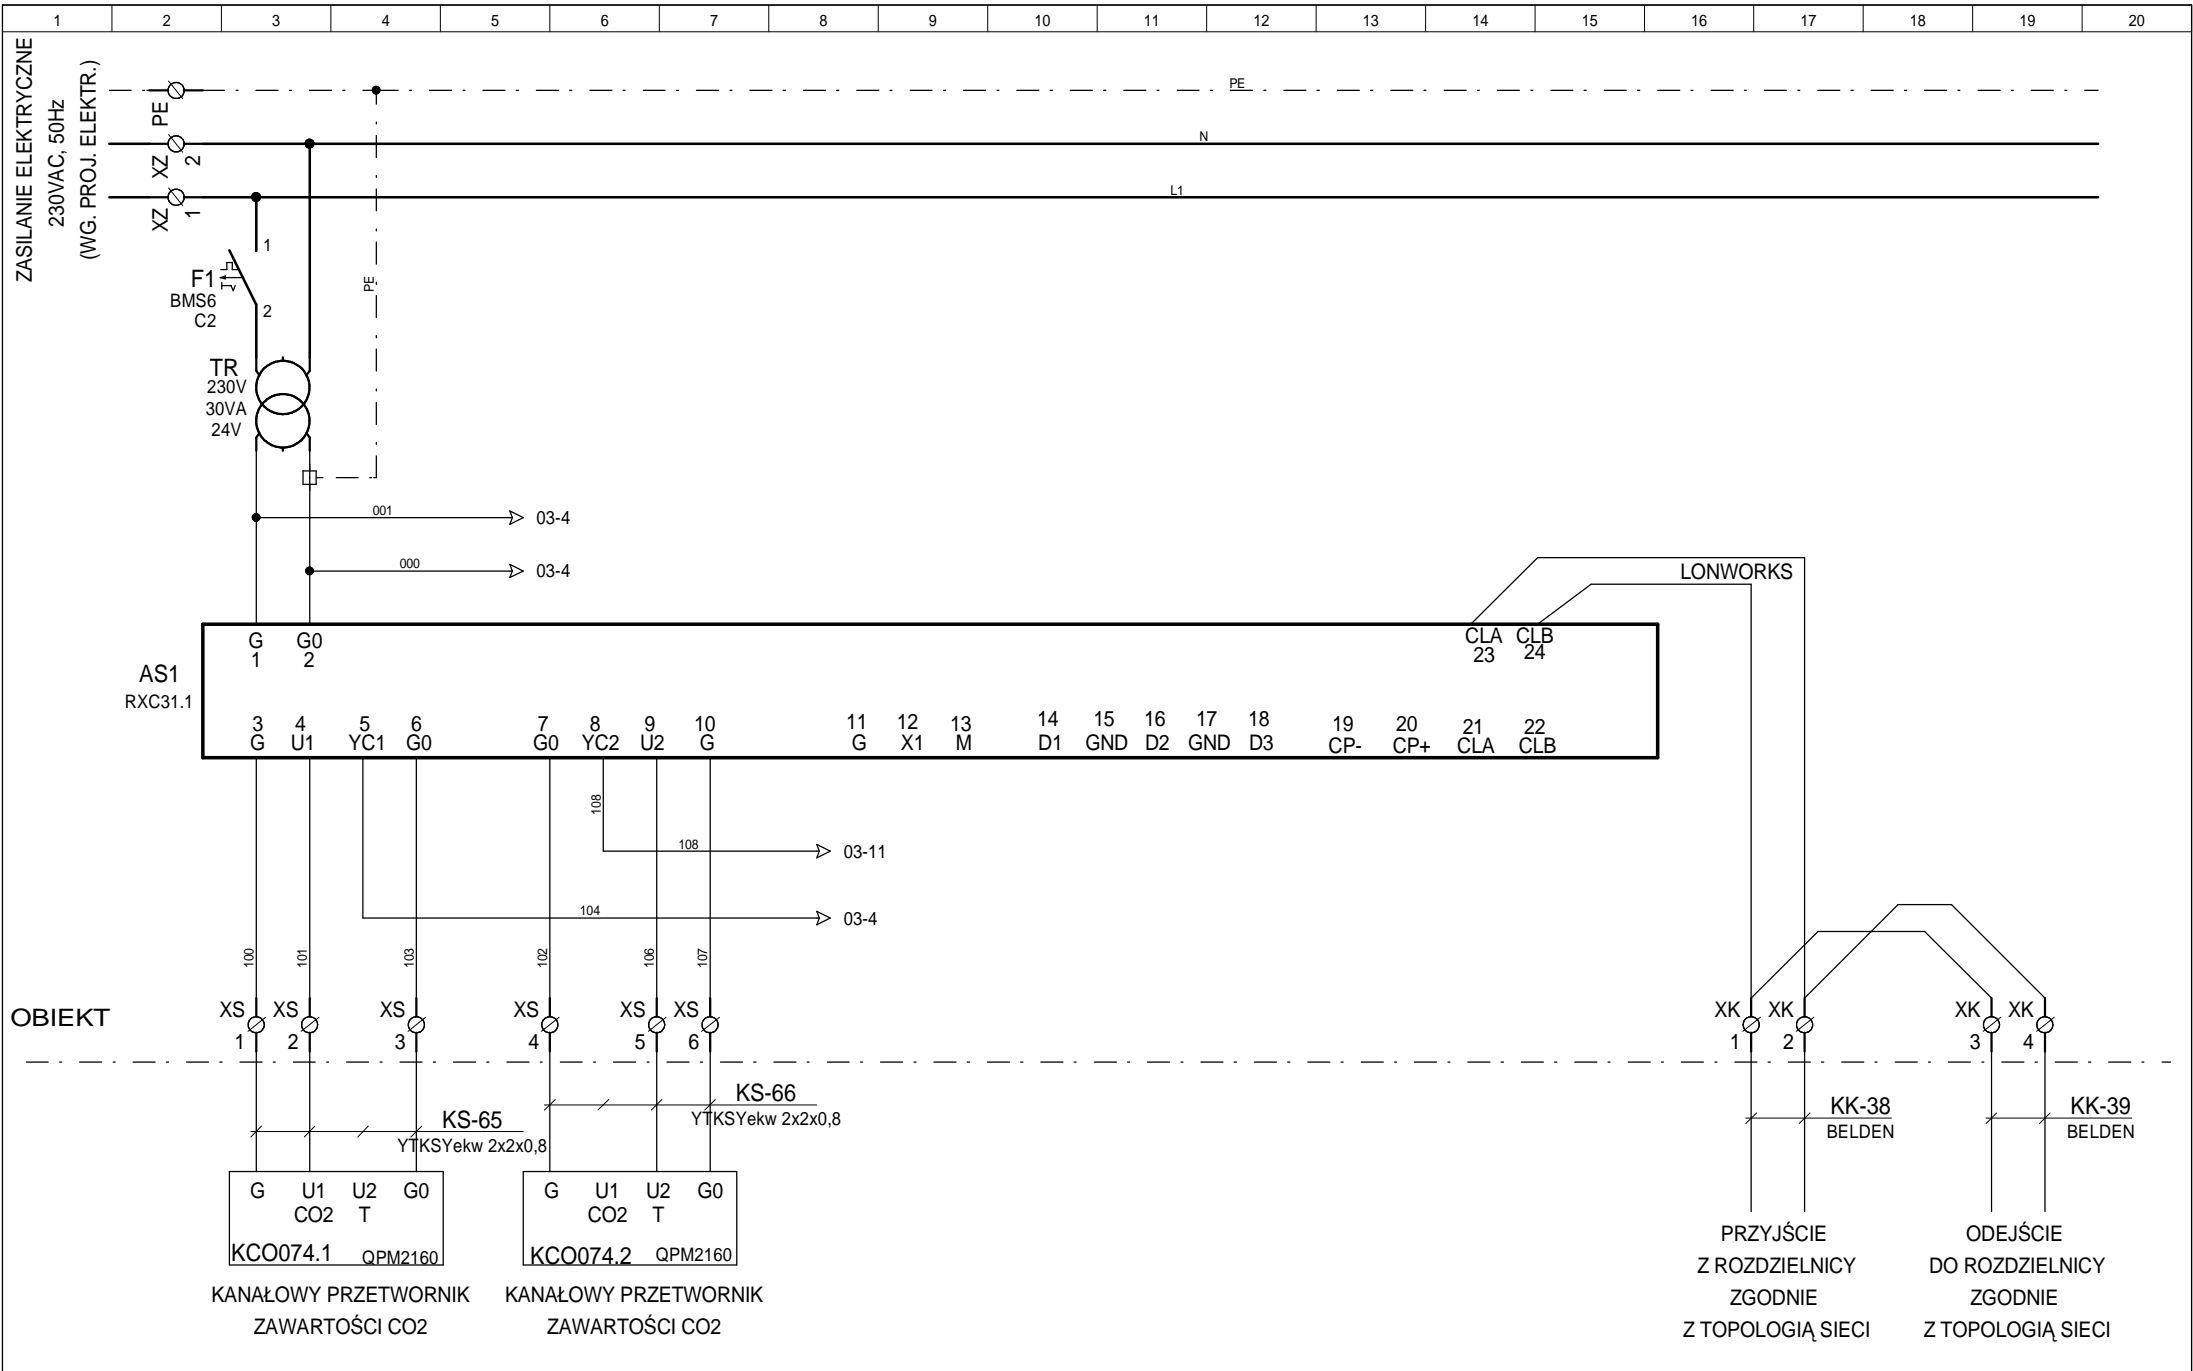 1 2 3 4 5 6 7 8 9 10 11 12 13 14 15 16 17 18 19 20
ZASILANIE ELEKTRYCZNE
230VAC, 50Hz
(WG. PROJ. ELEKTR.)
PE
PE
XZ 2
N
XZ 1
L1
1
F1
BMS6
C2
2
PE
TR
230V
30VA
24V
001 03-4
000 03-4
LONWORKS
G G0 CLA CLB
1 2 23 24
AS1
RXC31.1
3 4 5 6 7 8 9 10 11 12 13 14 15 16 17 18 19 20 21 22
G U1 YC1 G0 G0 YC2 U2 G G X1 M D1 GND D2 GND D3 CP- CP+ CLA CLB
108
108 03-11
104 03-4
100 101 103 102 106 107
OBIEKT
XS XS XS XS XS XS XK XK XK XK
1 2 3 4 5 6 1 2 3 4
KS-65
YTKSYekw 2x2x0,8
KS-66
YTKSYekw 2x2x0,8
KK-38
BELDEN
KK-39
BELDEN
G U1 U2 G0
CO2 T
KCO074.1 QPM2160
KANAŁOWY PRZETWORNIK
ZAWARTOŚCI CO2
G U1 U2 G0
CO2 T
KCO074.2 QPM2160
KANAŁOWY PRZETWORNIK
ZAWARTOŚCI CO2
PRZYJŚCIE
Z ROZDZIELNICY
ZGODNIE
Z TOPOLOGIĄ SIECI
ODEJŚCIE
DO ROZDZIELNICY
ZGODNIE
Z TOPOLOGIĄ SIECI